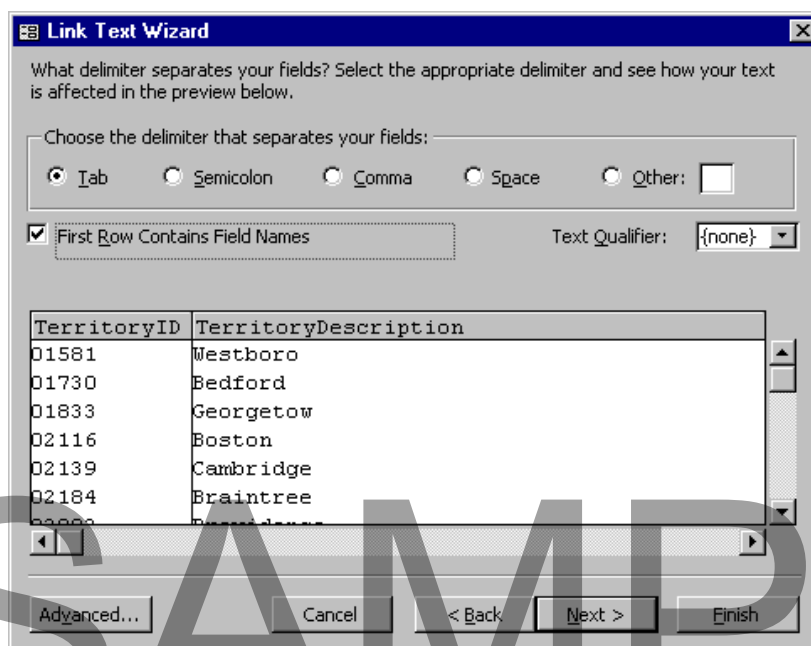 Link Text Wizard
What delimiter separates your fields? Select the appropriate delimiter and see how your text
is affected in the preview below.
Choose the delimiter that separates your fields:
Tab Semicolon Comma Space Other:
First Row Contains Field Names Text Qualifier: {none}
TerritoryID TerritoryDescription
01581 Westboro
01730 Bedford
01833 Georgetow
02116 Boston
02139 Cambridge
02184 Braintree
Advanced... Cancel < Back Next > Finish
SAMP